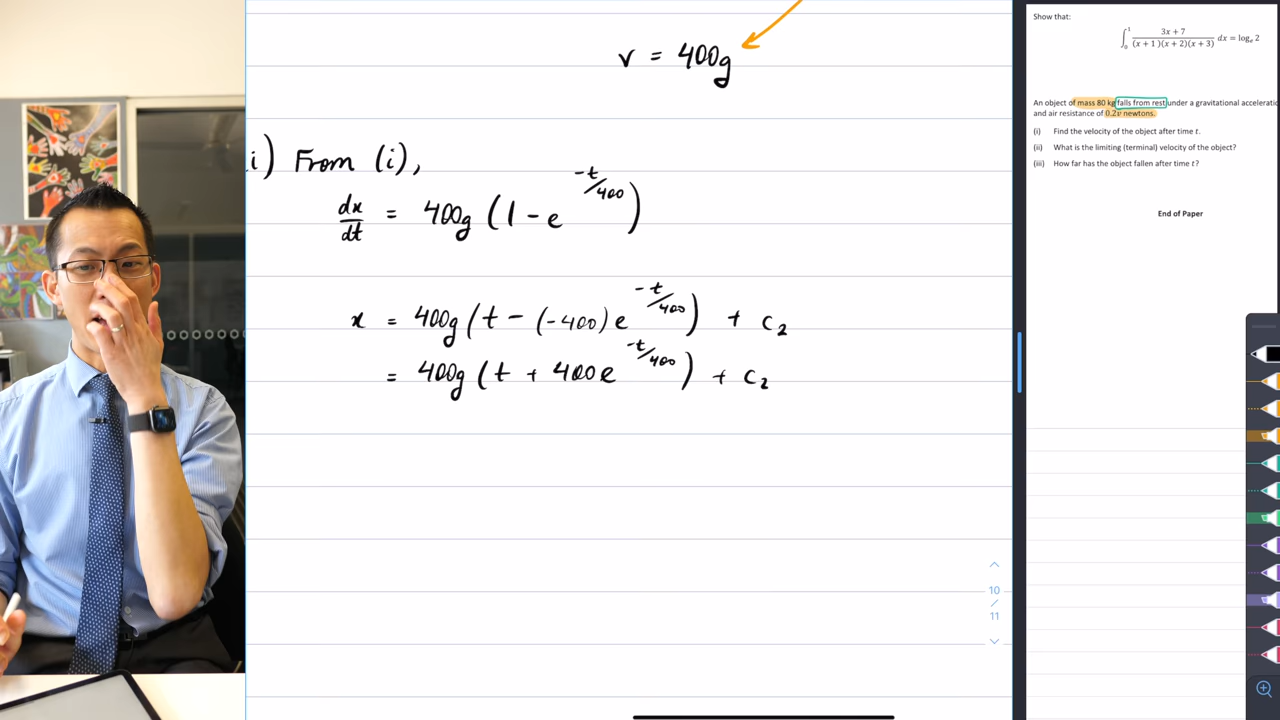 v = 400g
i) From (i),
dx/dt = 400g (1 - e^(-t/400))
x = 400g (t - (-400) e^(-t/400)) + c₂
= 400g (t + 400e^(-t/400)) + c₂
10
/
11
Show that:
∫₀¹ (3x + 7)/((x + 1)(x + 2)(x + 3)) dx = logₑ 2
An object of mass 80 kg falls from rest under a gravitational
and air resistance of 0.2v newtons.
(i) Find the velocity of the object after time t.
(ii) What is the limiting (terminal) velocity of the object?
(iii) How far has the object fallen after time t?
End of Paper